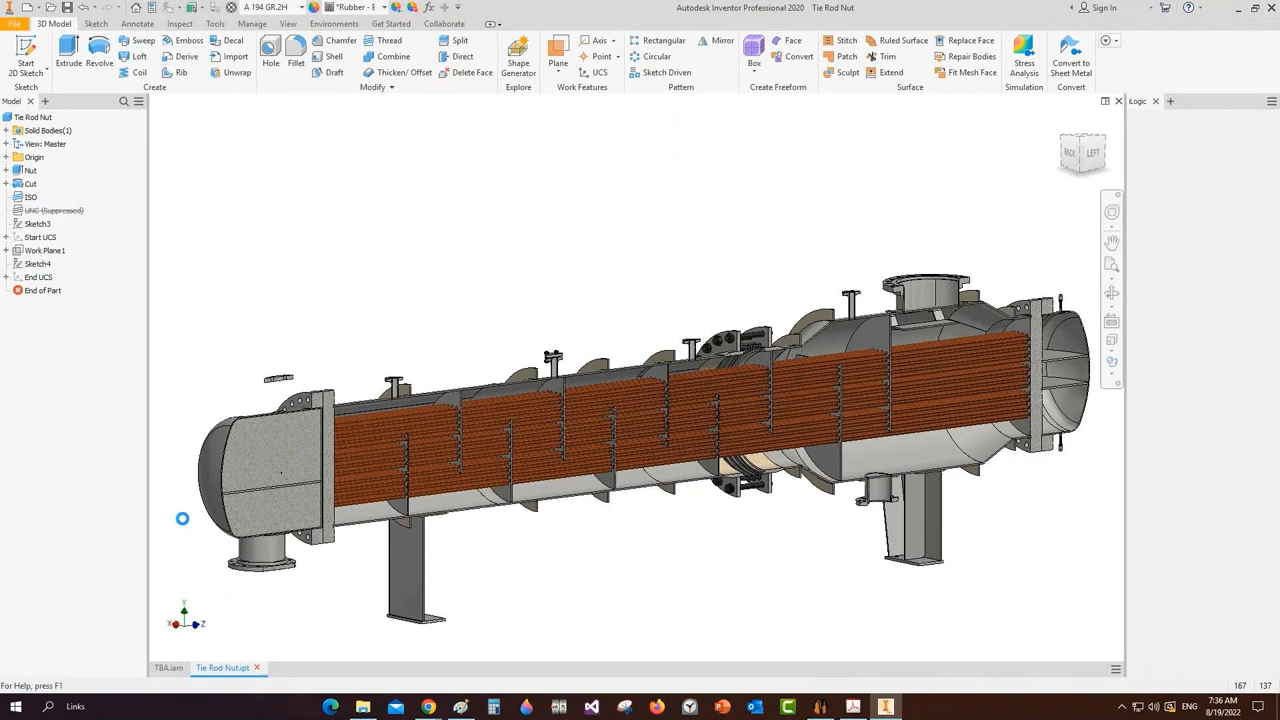 A 194 GR.2H
*Rubber - E
Autodesk Inventor Professional 2020 Tie Rod Nut
Sign In
File
3D Model
Sketch
Annotate
Inspect
Tools
Manage
View
Environments
Get Started
Collaborate
Start
2D Sketch
Extrude
Revolve
Sweep
Loft
Coil
Emboss
Derive
Rib
Decal
Import
Unwrap
Hole
Fillet
Chamfer
Shell
Draft
Thread
Combine
Thicken/ Offset
Split
Direct
Delete Face
Shape
Generator
Plane
Axis
Point
UCS
Rectangular
Circular
Sketch Driven
Mirror
Box
Face
Convert
Stitch
Patch
Sculpt
Ruled Surface
Trim
Extend
Replace Face
Repair Bodies
Fit Mesh Face
Stress
Analysis
Convert to
Sheet Metal
Sketch
Create
Modify
Explore
Work Features
Pattern
Create Freeform
Surface
Simulation
Convert
Model
iLogic
Tie Rod Nut
Solid Bodies(1)
View: Master
Origin
Nut
Cut
ISO
UNC (Suppressed)
Sketch3
Start UCS
Work Plane1
Sketch4
End UCS
End of Part
BACK
LEFT
Y
X
Z
TBA.iam
Tie Rod Nut.ipt
For Help, press F1
167
137
Links
7:36 AM
8/19/2022